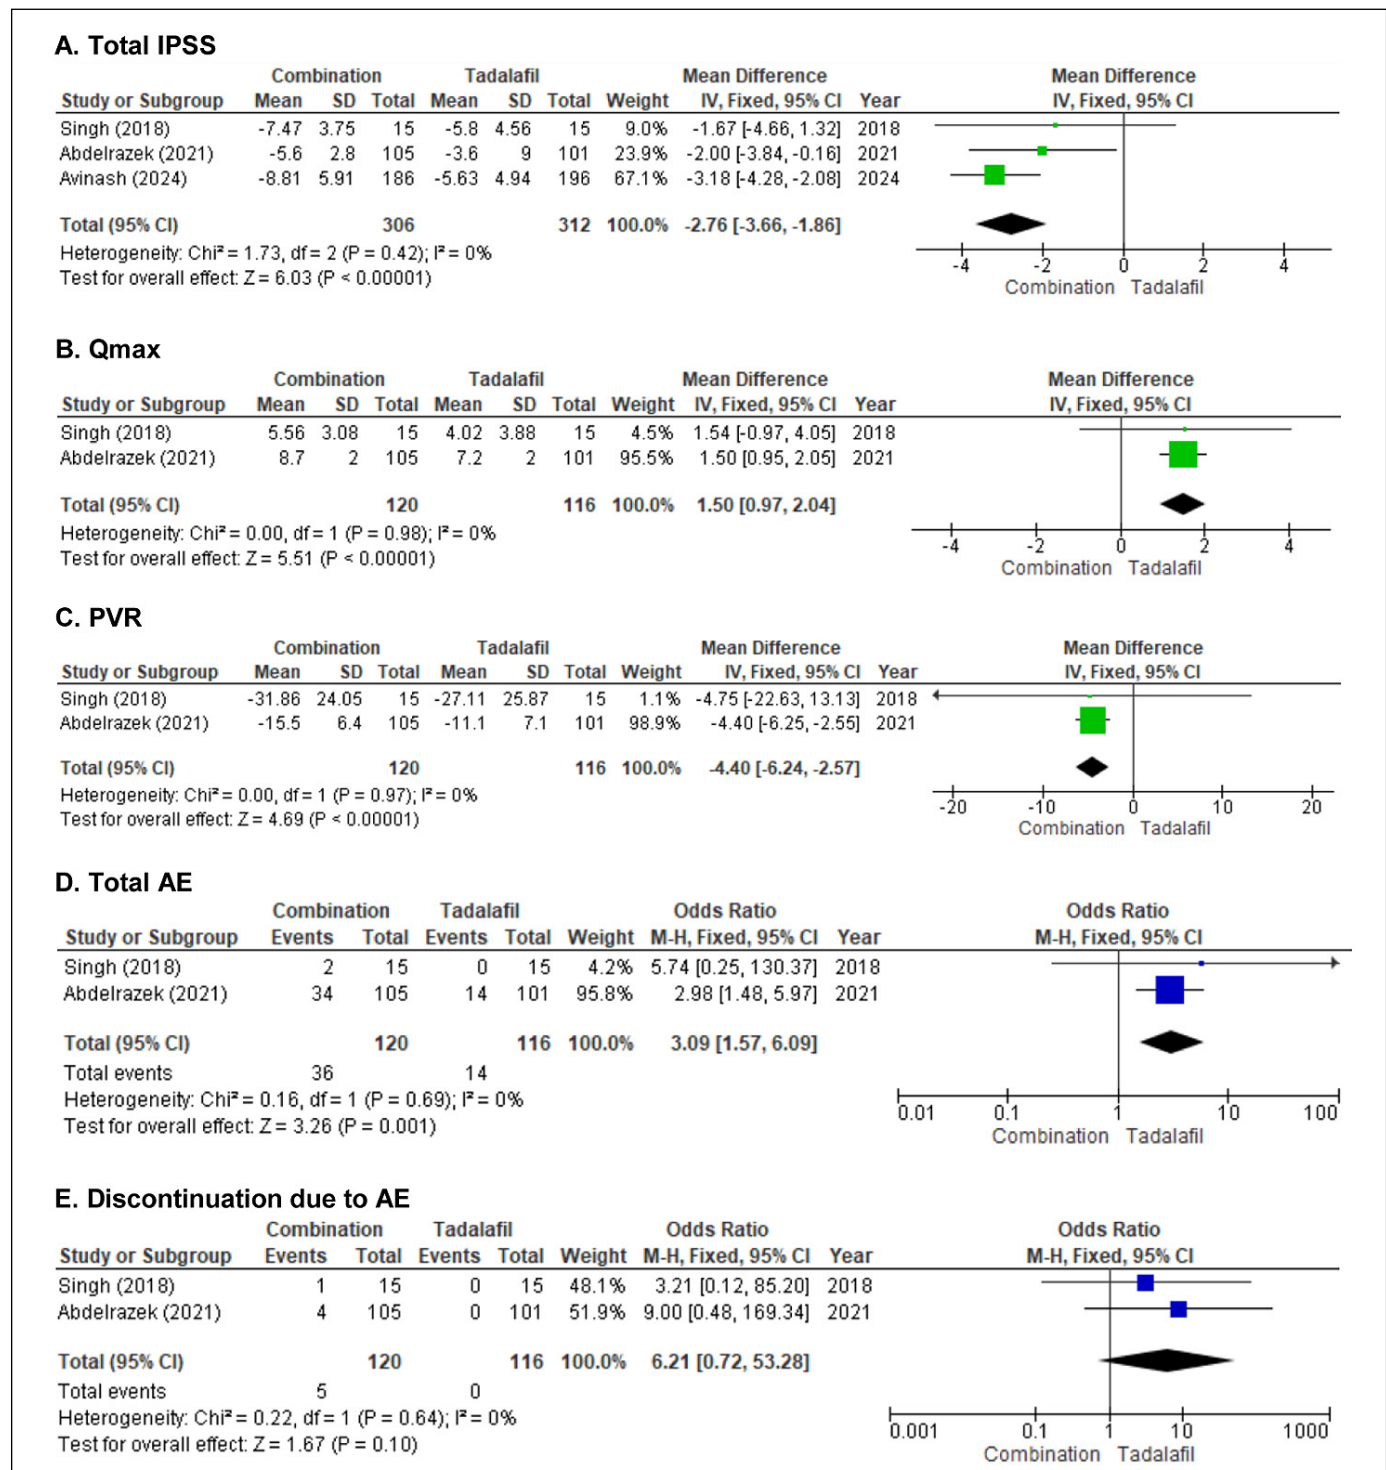 A. Total IPSS
Combination Tadalafil Mean Difference Mean Difference
Study or Subgroup Mean SD Total Mean SD Total Weight IV, Fixed, 95% CI Year IV, Fixed, 95% CI
Singh (2018) -7.47 3.75 15 -5.8 4.56 15 9.0% -1.67 [-4.66, 1.32] 2018
Abdelrazek (2021) -5.6 2.8 105 -3.6 9 101 23.9% -2.00 [-3.84, -0.16] 2021
Avinash (2024) -8.81 5.91 186 -5.63 4.94 196 67.1% -3.18 [-4.28, -2.08] 2024
Total (95% CI) 306 312 100.0% -2.76 [-3.66, -1.86]
Heterogeneity: Chi² = 1.73, df = 2 (P = 0.42); I² = 0%
Test for overall effect: Z = 6.03 (P < 0.00001)
-4 -2 0 2 4
Combination Tadalafil
B. Qmax
Combination Tadalafil Mean Difference Mean Difference
Study or Subgroup Mean SD Total Mean SD Total Weight IV, Fixed, 95% CI Year IV, Fixed, 95% CI
Singh (2018) 5.56 3.08 15 4.02 3.88 15 4.5% 1.54 [-0.97, 4.05] 2018
Abdelrazek (2021) 8.7 2 105 7.2 2 101 95.5% 1.50 [0.95, 2.05] 2021
Total (95% CI) 120 116 100.0% 1.50 [0.97, 2.04]
Heterogeneity: Chi² = 0.00, df = 1 (P = 0.98); I² = 0%
Test for overall effect: Z = 5.51 (P < 0.00001)
-4 -2 0 2 4
Combination Tadalafil
C. PVR
Combination Tadalafil Mean Difference Mean Difference
Study or Subgroup Mean SD Total Mean SD Total Weight IV, Fixed, 95% CI Year IV, Fixed, 95% CI
Singh (2018) -31.86 24.05 15 -27.11 25.87 15 1.1% -4.75 [-22.63, 13.13] 2018
Abdelrazek (2021) -15.5 6.4 105 -11.1 7.1 101 98.9% -4.40 [-6.25, -2.55] 2021
Total (95% CI) 120 116 100.0% -4.40 [-6.24, -2.57]
Heterogeneity: Chi² = 0.00, df = 1 (P = 0.97); I² = 0%
Test for overall effect: Z = 4.69 (P < 0.00001)
-20 -10 0 10 20
Combination Tadalafil
D. Total AE
Combination Tadalafil Odds Ratio Odds Ratio
Study or Subgroup Events Total Events Total Weight M-H, Fixed, 95% CI Year M-H, Fixed, 95% CI
Singh (2018) 2 15 0 15 4.2% 5.74 [0.25, 130.37] 2018
Abdelrazek (2021) 34 105 14 101 95.8% 2.98 [1.48, 5.97] 2021
Total (95% CI) 120 116 100.0% 3.09 [1.57, 6.09]
Total events 36 14
Heterogeneity: Chi² = 0.16, df = 1 (P = 0.69); I² = 0%
Test for overall effect: Z = 3.26 (P = 0.001)
0.01 0.1 1 10 100
Combination Tadalafil
E. Discontinuation due to AE
Combination Tadalafil Odds Ratio Odds Ratio
Study or Subgroup Events Total Events Total Weight M-H, Fixed, 95% CI Year M-H, Fixed, 95% CI
Singh (2018) 1 15 0 15 48.1% 3.21 [0.12, 85.20] 2018
Abdelrazek (2021) 4 105 0 101 51.9% 9.00 [0.48, 169.34] 2021
Total (95% CI) 120 116 100.0% 6.21 [0.72, 53.28]
Total events 5 0
Heterogeneity: Chi² = 0.22, df = 1 (P = 0.64); I² = 0%
Test for overall effect: Z = 1.67 (P = 0.10)
0.001 0.1 1 10 1000
Combination Tadalafil